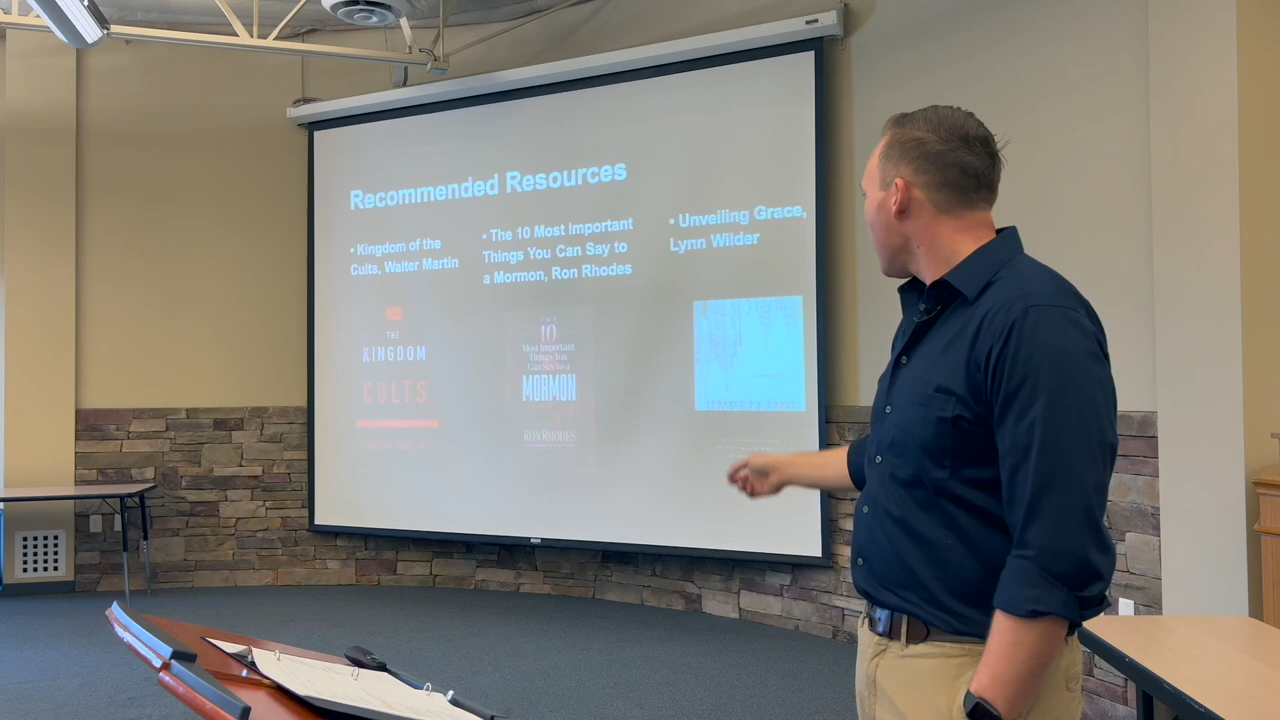 Recommended Resources
• Kingdom of the
Cults, Walter Martin
• The 10 Most Important
Things You Can Say to
a Mormon, Ron Rhodes
• Unveiling Grace,
Lynn Wilder
THE
KINGDOM
CULTS
THE
10
Most Important
Things You
Can Say to a
MORMON
RON RHODES
UNVEILING